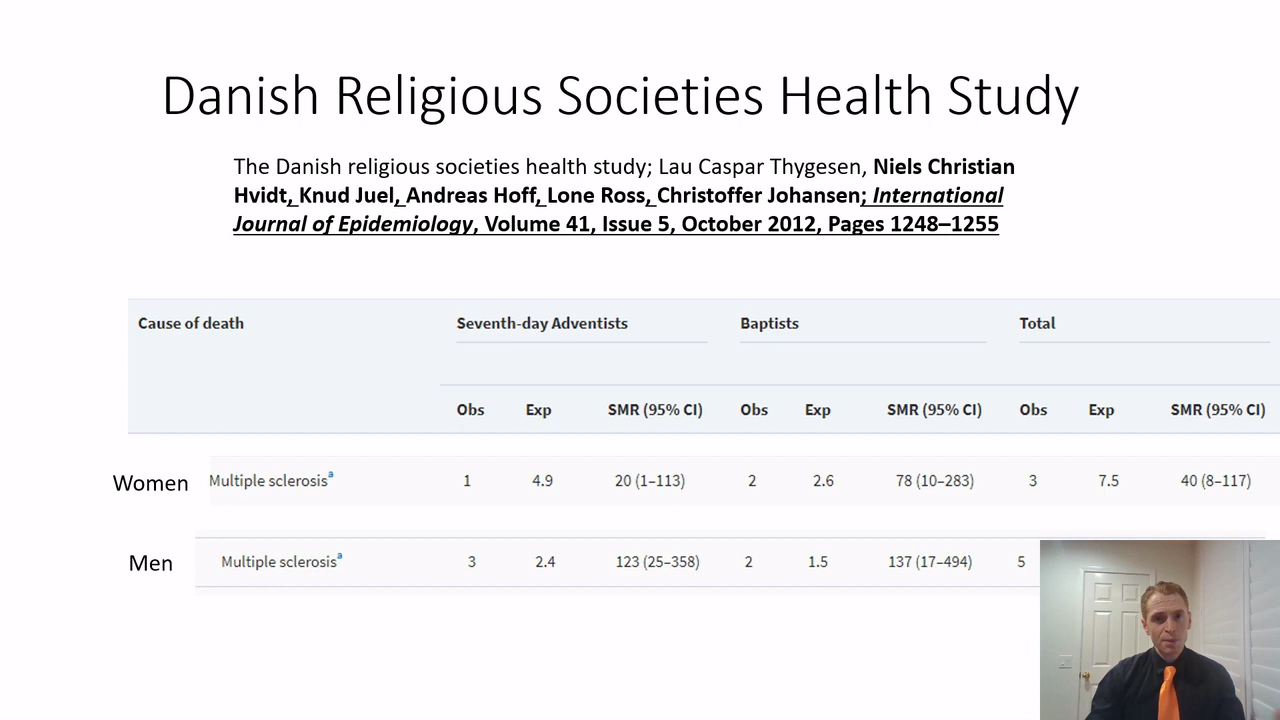 Danish Religious Societies Health Study
The Danish religious societies health study; Lau Caspar Thygesen, Niels Christian
Hvidt, Knud Juel, Andreas Hoff, Lone Ross, Christoffer Johansen; International
Journal of Epidemiology, Volume 41, Issue 5, October 2012, Pages 1248–1255
Cause of death Seventh-day Adventists Baptists Total
Obs Exp SMR (95% CI) Obs Exp SMR (95% CI) Obs Exp SMR (95% CI)
Women Multiple sclerosis a 1 4.9 20 (1–113) 2 2.6 78 (10–283) 3 7.5 40 (8–117)
Men Multiple sclerosis a 3 2.4 123 (25–358) 2 1.5 137 (17–494) 5